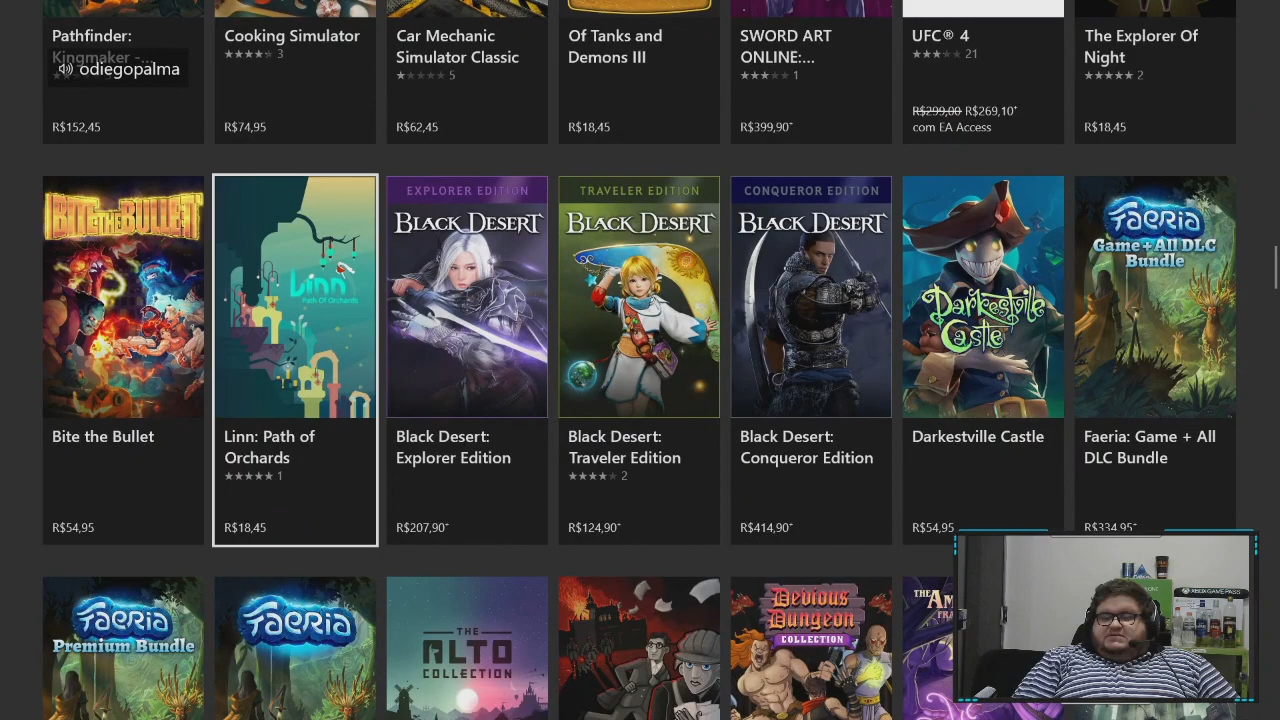 Pathfinder:
Kingmaker -...
odiegopalma
R$152,45
Cooking Simulator
3
R$74,95
Car Mechanic
Simulator Classic
5
R$62,45
Of Tanks and
Demons III
R$18,45
SWORD ART
ONLINE:...
1
R$399,90+
UFC® 4
21
R$299,00 R$269,10+
com EA Access
The Explorer Of
Night
2
R$18,45
BITE THE BULLET
Bite the Bullet
R$54,95
Linn
Path Of Orchards
Linn: Path of
Orchards
1
R$18,45
EXPLORER EDITION
BLACK DESERT
Black Desert:
Explorer Edition
R$207,90+
TRAVELER EDITION
BLACK DESERT
Black Desert:
Traveler Edition
2
R$124,90+
CONQUEROR EDITION
BLACK DESERT
Black Desert:
Conqueror Edition
R$414,90+
Darkestville
Castle
Darkestville Castle
R$54,95
Faeria
Game + All DLC
Bundle
Faeria: Game + All
DLC Bundle
R$334,95+
Faeria
Premium Bundle
Faeria
THE
ALTO
COLLECTION
Devious
Dungeon
COLLECTION
THE
XBOX GAME PASS